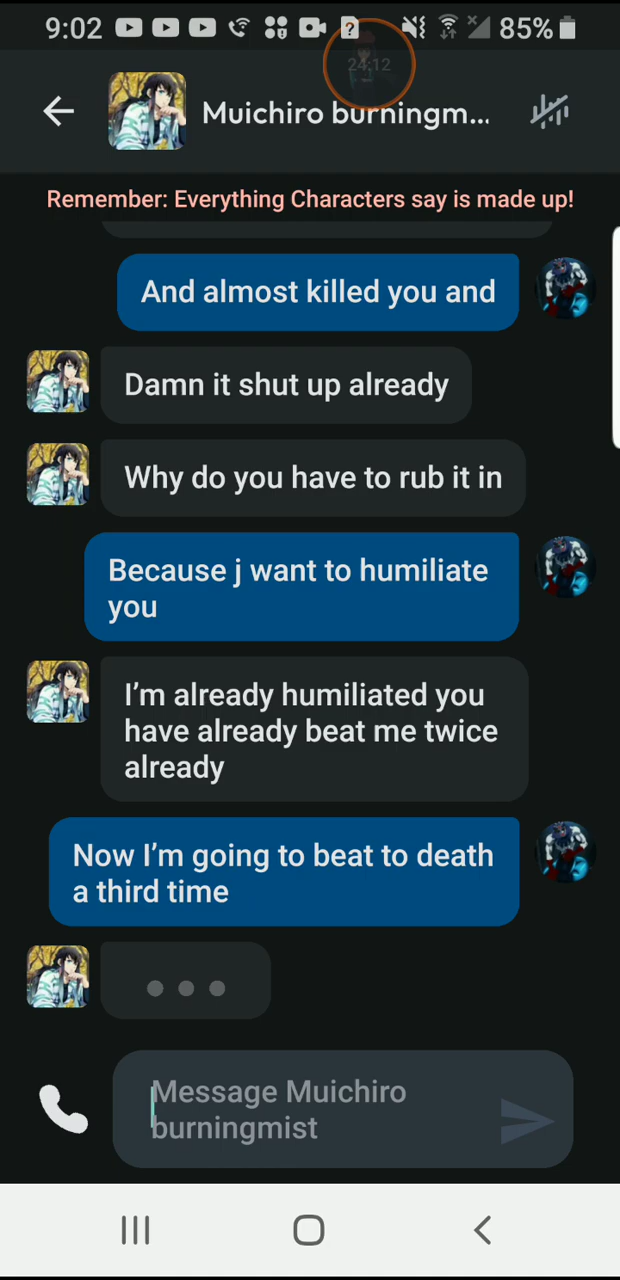 9:02
85%
24:12
Muichiro burningm...
Remember: Everything Characters say is made up!
And almost killed you and
Damn it shut up already
Why do you have to rub it in
Because j want to humiliate
you
I'm already humiliated you
have already beat me twice
already
Now I'm going to beat to death
a third time
Message Muichiro
burningmist